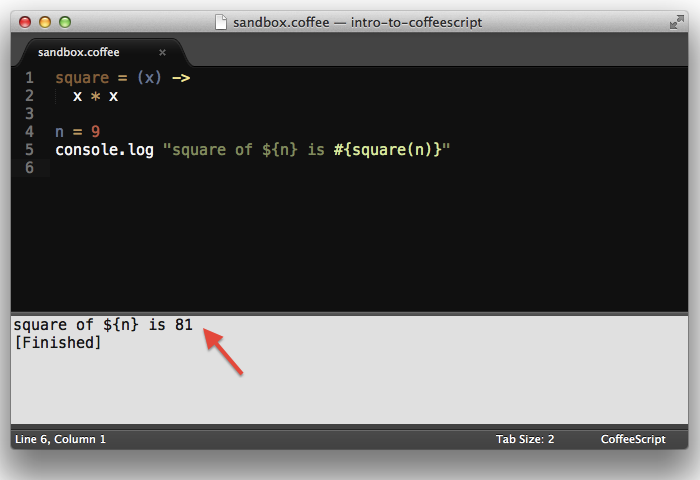 sandbox.coffee — intro-to-coffeescript
sandbox.coffee ×
1 square = (x) ->
2   x * x
3
4 n = 9
5 console.log "square of ${n} is #{square(n)}"
6
square of ${n} is 81
[Finished]
Line 6, Column 1 Tab Size: 2 CoffeeScript